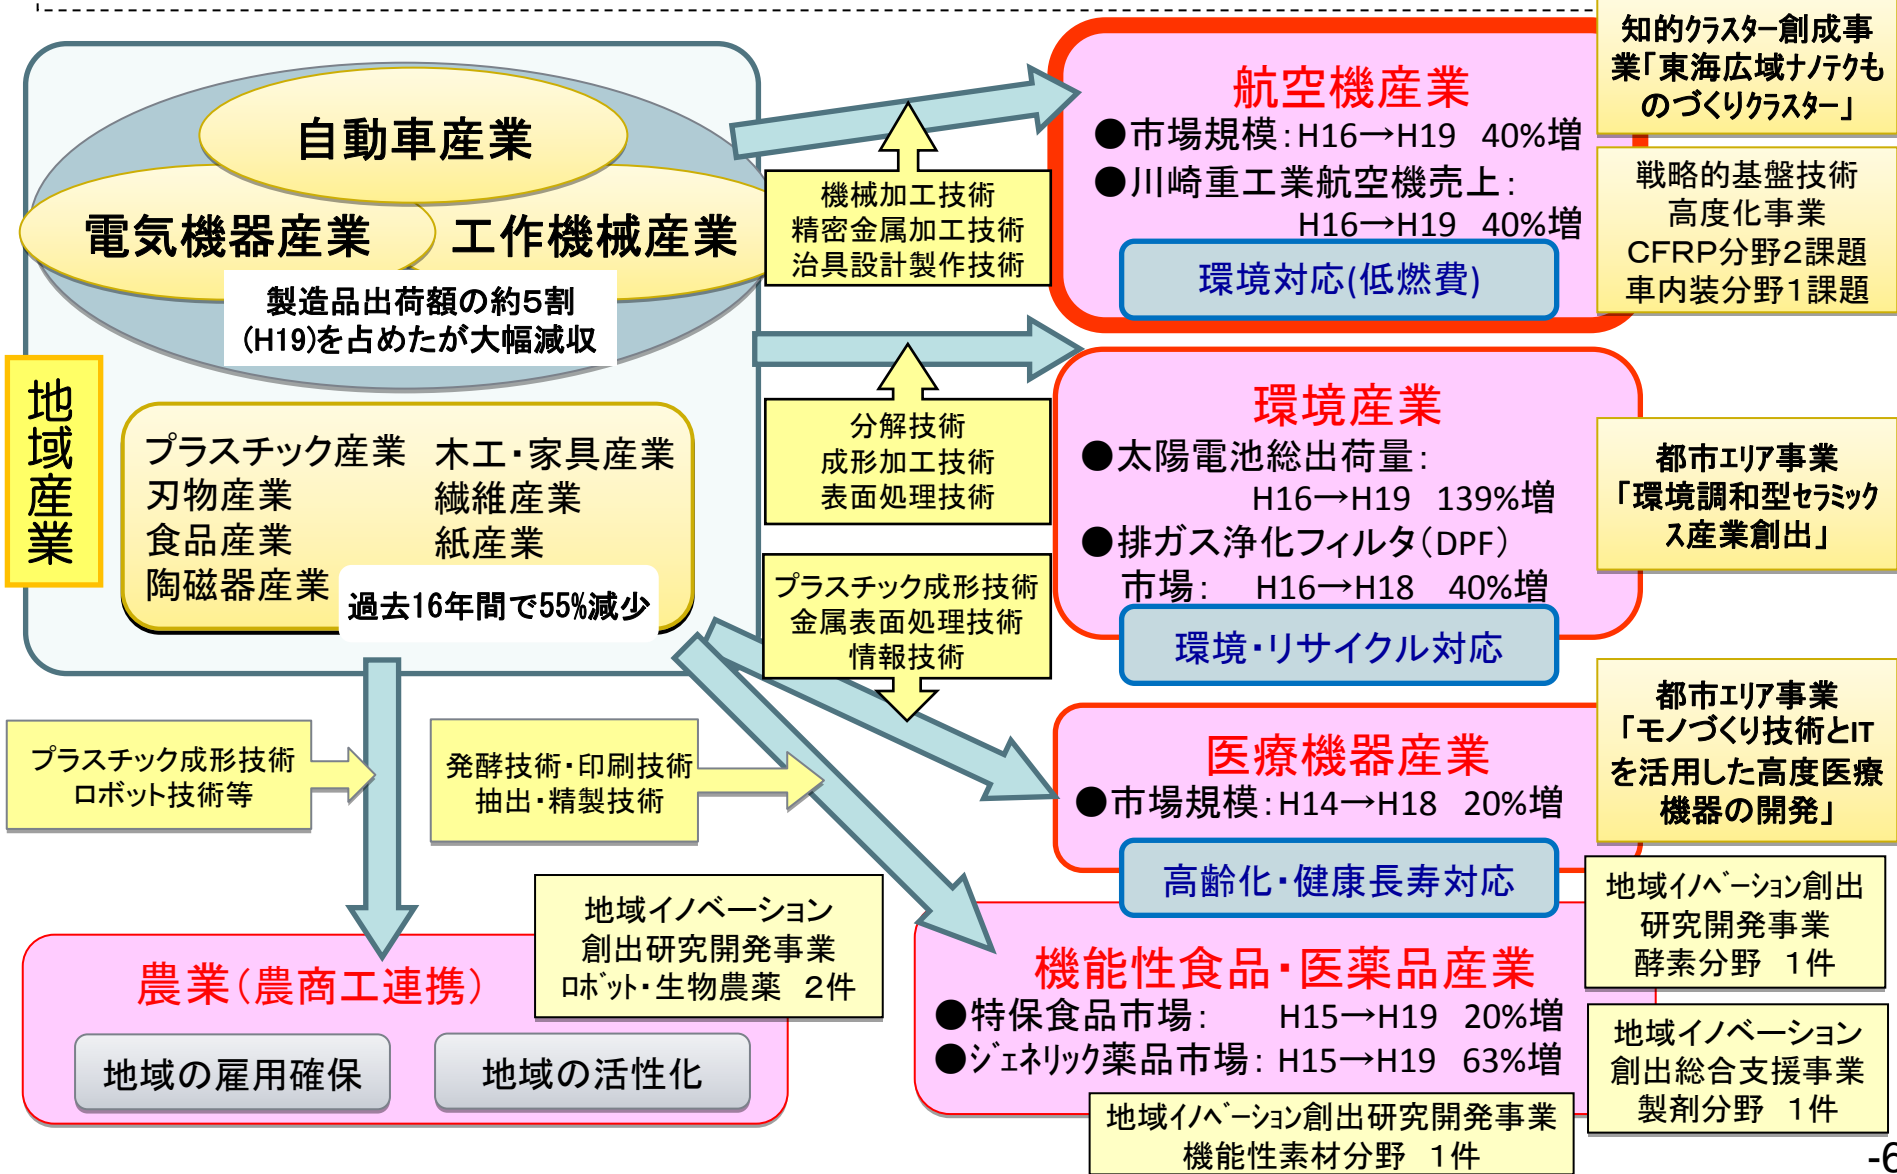 自動車産業
電気機器産業
工作機械産業
製造品出荷額の約5割
(H19)を占めたが大幅減収
地域産業
プラスチック産業
刃物産業
食品産業
陶磁器産業
木工・家具産業
繊維産業
紙産業
過去16年間で55%減少
機械加工技術
精密金属加工技術
治具設計製作技術
分解技術
成形加工技術
表面処理技術
プラスチック成形技術
金属表面処理技術
情報技術
プラスチック成形技術
ロボット技術等
発酵技術・印刷技術
抽出・精製技術
航空機産業
●市場規模：H16→H19 40%増
●川崎重工業航空機売上：
H16→H19 40%増
環境対応(低燃費)
知的クラスター創成事
業「東海広域ナノテクも
のづくりクラスター」
戦略的基盤技術
高度化事業
CFRP分野2課題
車内装分野1課題
環境産業
●太陽電池総出荷量：
H16→H19 139%増
●排ガス浄化フィルタ（DPF）
市場： H16→H18 40%増
環境・リサイクル対応
都市エリア事業
「環境調和型セラミック
ス産業創出」
医療機器産業
●市場規模：H14→H18 20%増
高齢化・健康長寿対応
都市エリア事業
「モノづくり技術とIT
を活用した高度医療
機器の開発」
機能性食品・医薬品産業
●特保食品市場： H15→H19 20%増
●ジェネリック薬品市場：H15→H19 63%増
地域イノベーション創出
研究開発事業
酵素分野 1件
地域イノベーション
創出総合支援事業
製剤分野 1件
地域イノベーション創出研究開発事業
機能性素材分野 1件
農業（農商工連携）
地域の雇用確保
地域の活性化
地域イノベーション
創出研究開発事業
ロボット・生物農薬 2件
-6